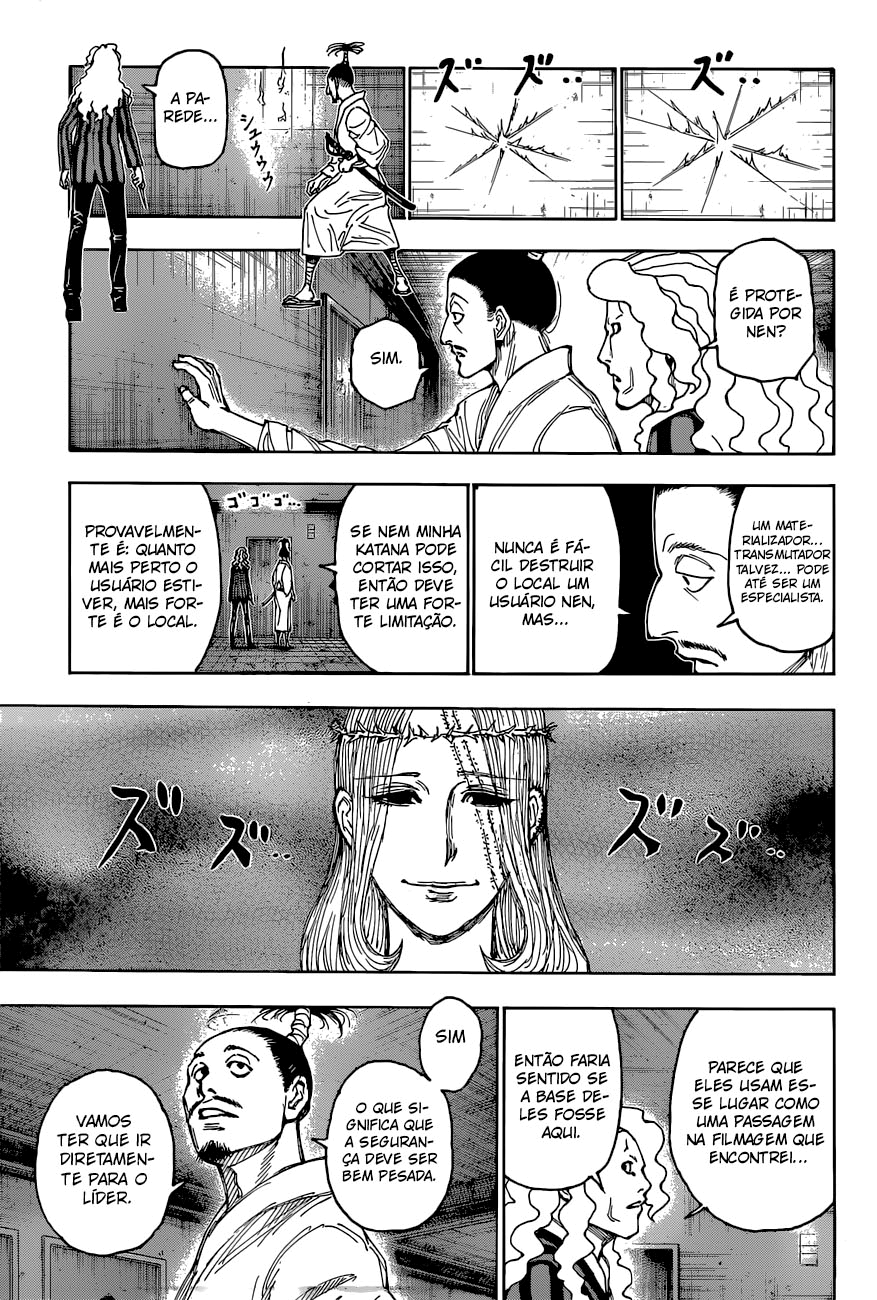 ズズ‥
ズ‥
A PA-
REDE...
シュウウウ
É PROTE-
GIDA POR
NEN?
SIM.
UM MATE-
RIALIZADOR...
TRANSMUTADOR
TALVEZ... PODE
ATÉ SER UM
ESPECIALISTA.
NUNCA É FÁ-
CIL DESTRUIR
O LOCAL UM
USUÁRIO NEN,
MAS...
ゴゴゴ‥
SE NEM MINHA
KATANA PODE
CORTAR ISSO,
ENTÃO DEVE
TER UMA FOR-
TE LIMITAÇÃO.
PROVAVELMEN-
TE É: QUANTO
MAIS PERTO O
USUÁRIO ESTI-
VER, MAIS FOR-
TE É O LOCAL.
ズズ‥
ズズ‥
PARECE QUE
ELES USAM ES-
SE LUGAR COMO
UMA PASSAGEM
NA FILMAGEM QUE
ENCONTREI...
ENTÃO FARIA
SENTIDO SE
A BASE DE-
LES FOSSE
AQUI.
SIM
O QUE SI-
GNIFICA QUE
A SEGURAN-
ÇA DEVE SER
BEM PESADA.
VAMOS
TER QUE IR
DIRETAMEN-
TE PARA O
LÍDER.